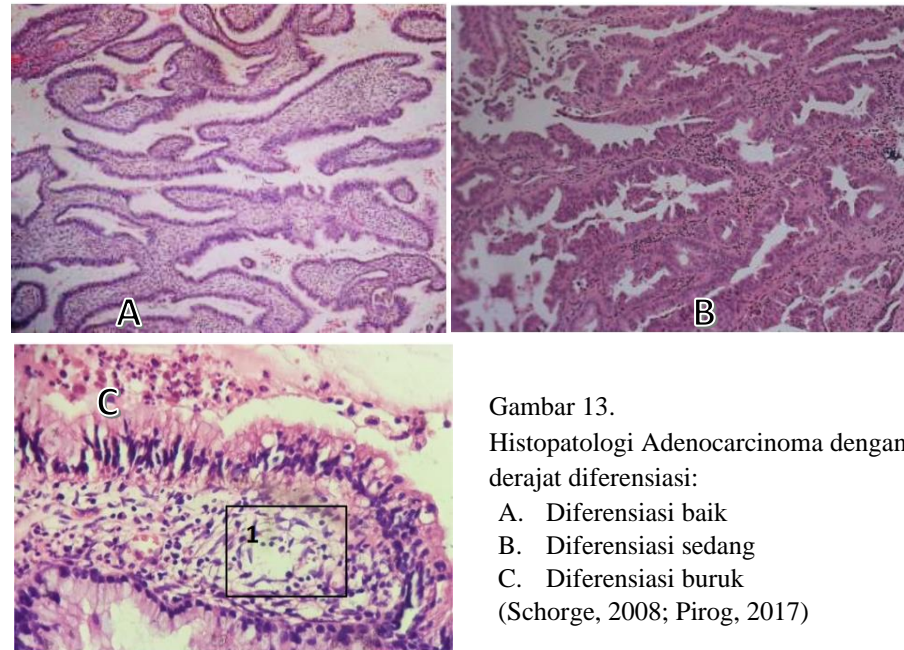 A
B
C
1
Gambar 13.
Histopatologi Adenocarcinoma dengan
derajat diferensiasi:
A. Diferensiasi baik
B. Diferensiasi sedang
C. Diferensiasi buruk
(Schorge, 2008; Pirog, 2017)